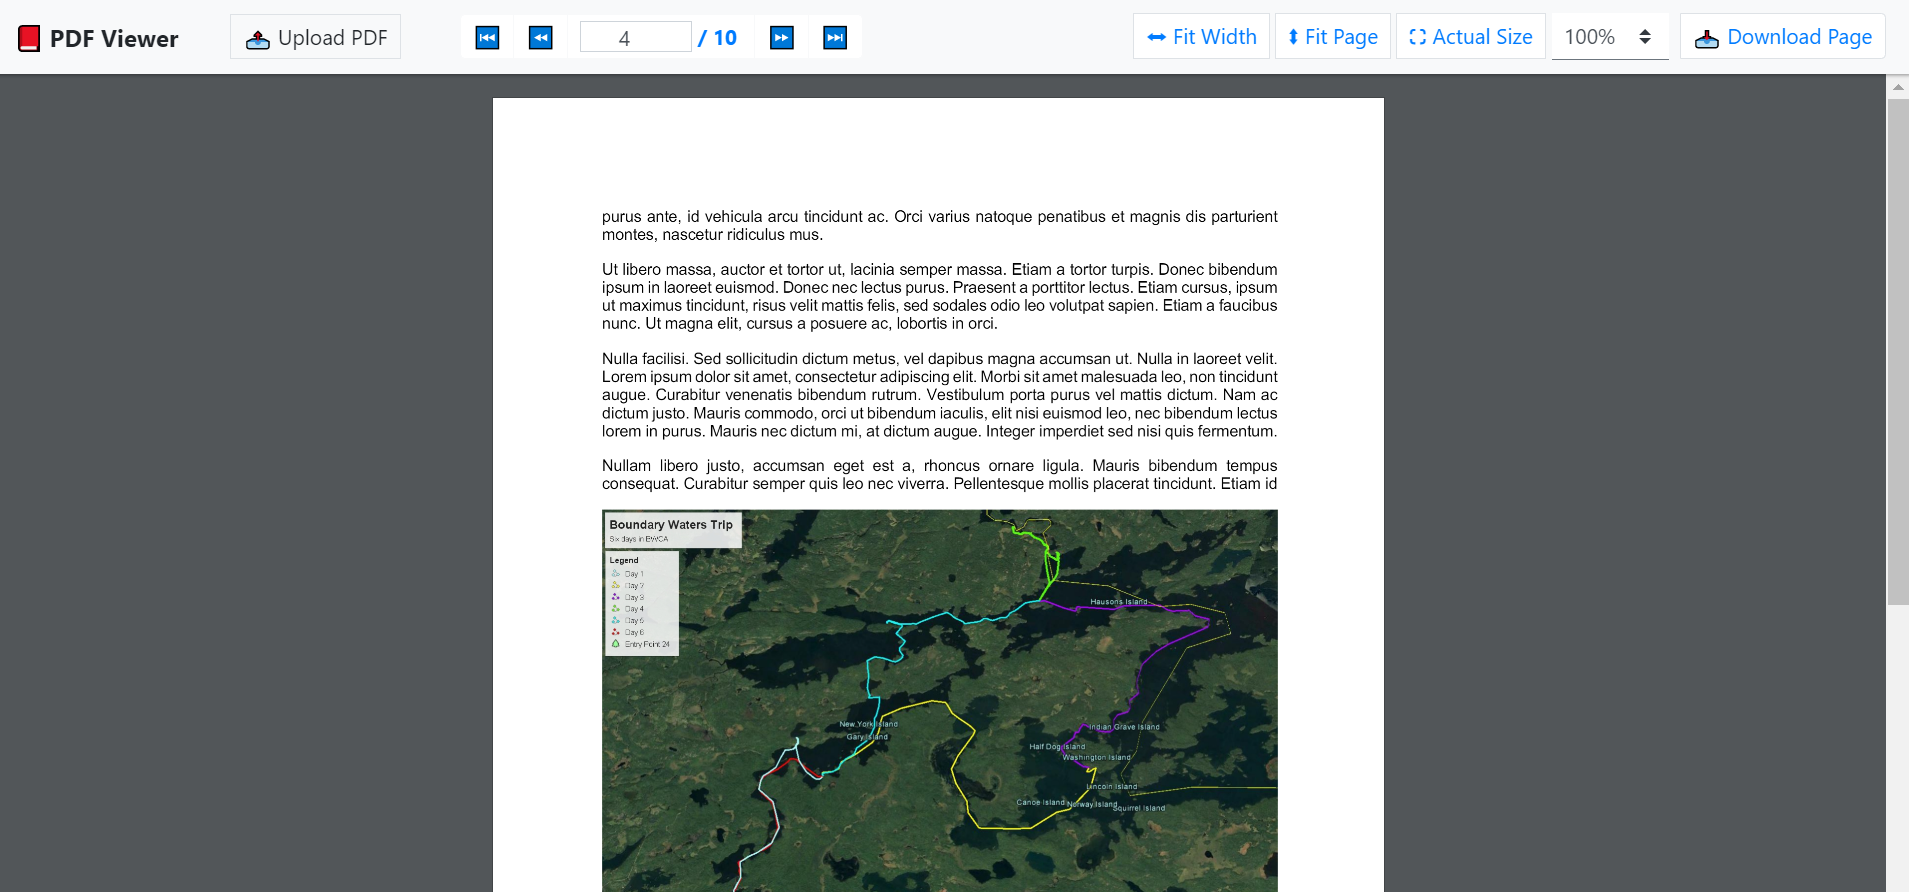 PDF Viewer
Upload PDF
4 / 10
Fit Width
Fit Page
Actual Size
100%
Download Page
purus ante, id vehicula arcu tincidunt ac. Orci varius natoque penatibus et magnis dis parturient
montes, nascetur ridiculus mus.
Ut libero massa, auctor et tortor ut, lacinia semper massa. Etiam a tortor turpis. Donec bibendum
ipsum in laoreet euismod. Donec nec lectus purus. Praesent a porttitor lectus. Etiam cursus, ipsum
ut maximus tincidunt, risus velit mattis felis, sed sodales odio leo volutpat sapien. Etiam a faucibus
nunc. Ut magna elit, cursus a posuere ac, lobortis in orci.
Nulla facilisi. Sed sollicitudin dictum metus, vel dapibus magna accumsan ut. Nulla in laoreet velit.
Lorem ipsum dolor sit amet, consectetur adipiscing elit. Morbi sit amet malesuada leo, non tincidunt
augue. Curabitur venenatis bibendum rutrum. Vestibulum porta purus vel mattis dictum. Nam ac
dictum justo. Mauris commodo, orci ut bibendum iaculis, elit nisi euismod leo, nec bibendum lectus
lorem in purus. Mauris nec dictum mi, at dictum augue. Integer imperdiet sed nisi quis fermentum.
Nullam libero justo, accumsan eget est a, rhoncus ornare ligula. Mauris bibendum tempus
consequat. Curabitur semper quis leo nec viverra. Pellentesque mollis placerat tincidunt. Etiam id
Boundary Waters Trip
Six days in BWCA
Legend
Day 1
Day 2
Day 3
Day 4
Day 5
Day 6
Entry Point 24
Hausons Island
New York Island
Gary Island
Indian Grave Island
Half Dog Island
Washington Island
Lincoln Island
Canoe Island
Norway Island
Squirrel Island